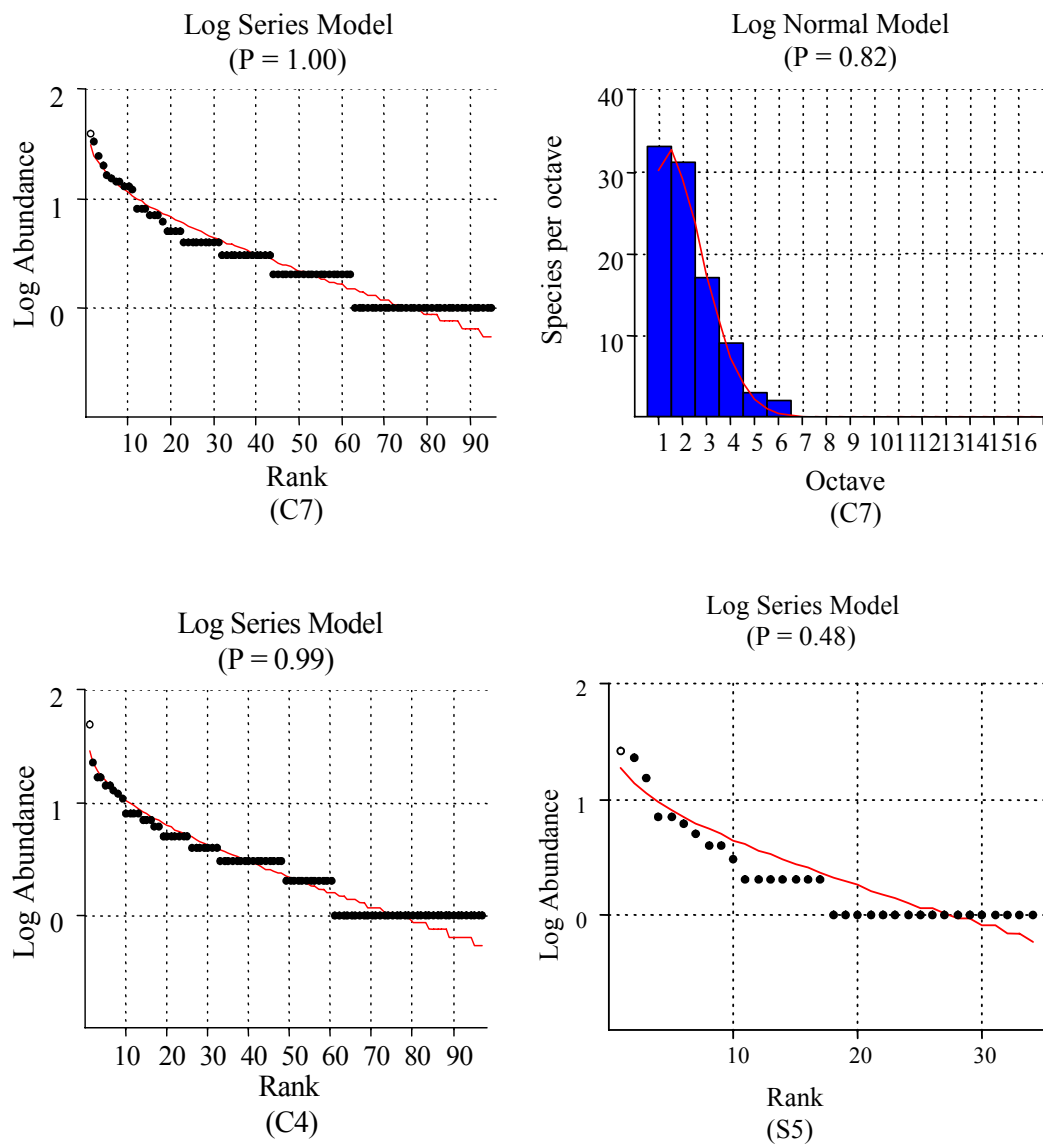 Log Series Model
(P = 1.00)
2
1
0
Log Abundance
10 20 30 40 50 60 70 80 90
Rank
(C7)
Log Normal Model
(P = 0.82)
40
30
20
10
Species per octave
1 2 3 4 5 6 7 8 9 10 11 12 13 14 15 16
Octave
(C7)
Log Series Model
(P = 0.99)
2
1
0
Log Abundance
10 20 30 40 50 60 70 80 90
Rank
(C4)
Log Series Model
(P = 0.48)
2
1
0
Log Abundance
10 20 30
Rank
(S5)